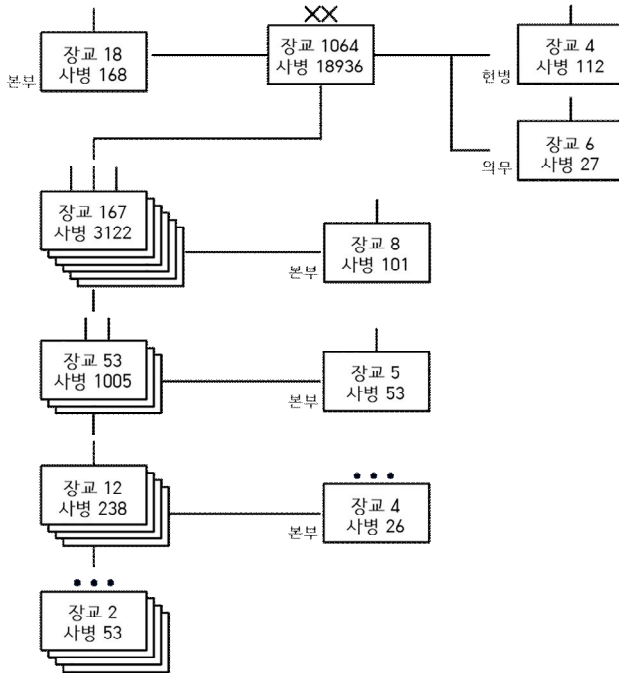 XX
장교 18
사병 168
본부
장교 1064
사병 18936
장교 4
사병 112
헌병
장교 6
사병 27
의무
장교 167
사병 3122
장교 8
사병 101
본부
장교 53
사병 1005
장교 5
사병 53
본부
장교 12
사병 238
장교 4
사병 26
본부
장교 2
사병 53